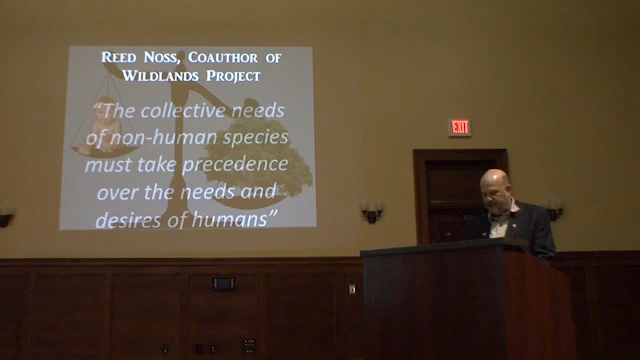 REED NOSS, COAUTHOR OF
WILDLANDS PROJECT
“The collective needs
of non-human species
must take precedence
over the needs and
desires of humans”
EXIT